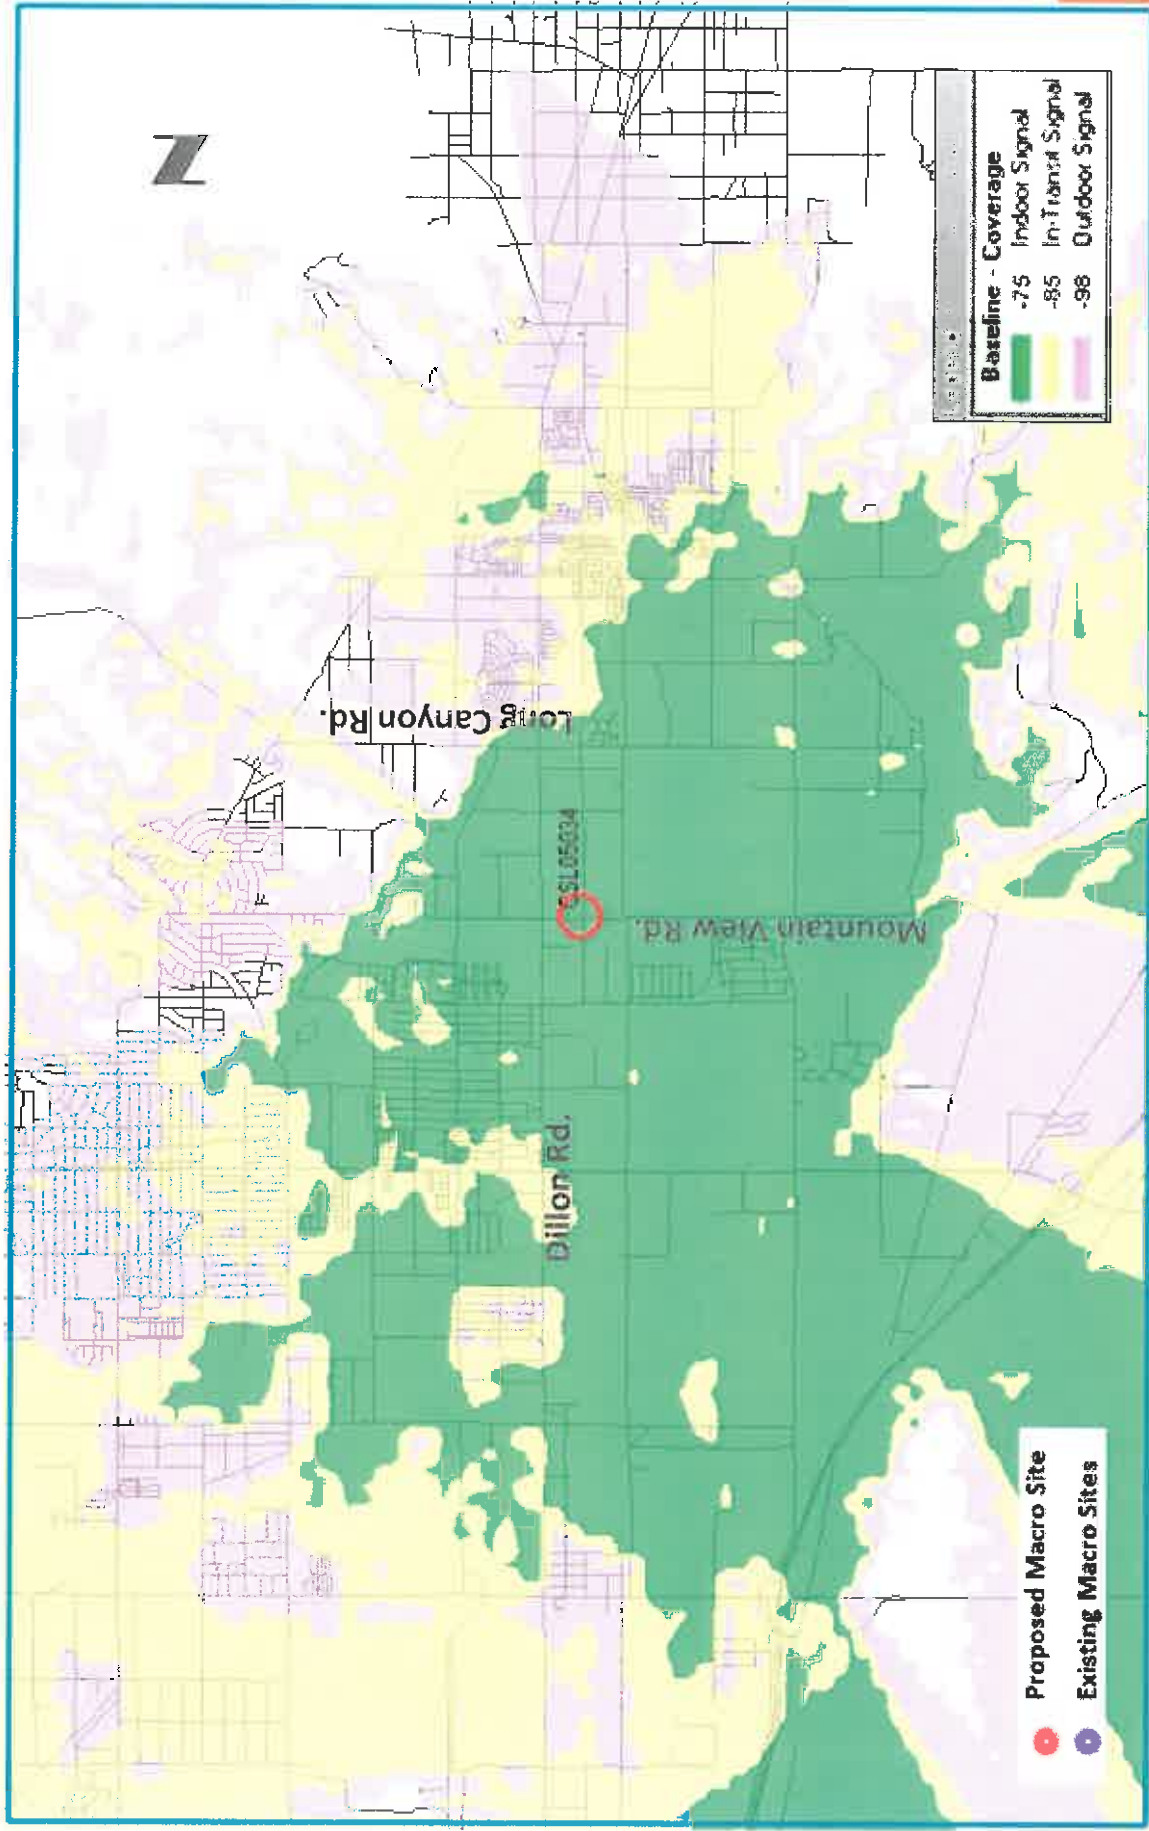 Long Canyon Rd.
Mountain View Rd.
Dillon Rd.
Baseline - Coverage
-75 Indoor Signal
-85 In-Transit Signal
-98 Outdoor Signal
Proposed Macro Site
Existing Macro Sites